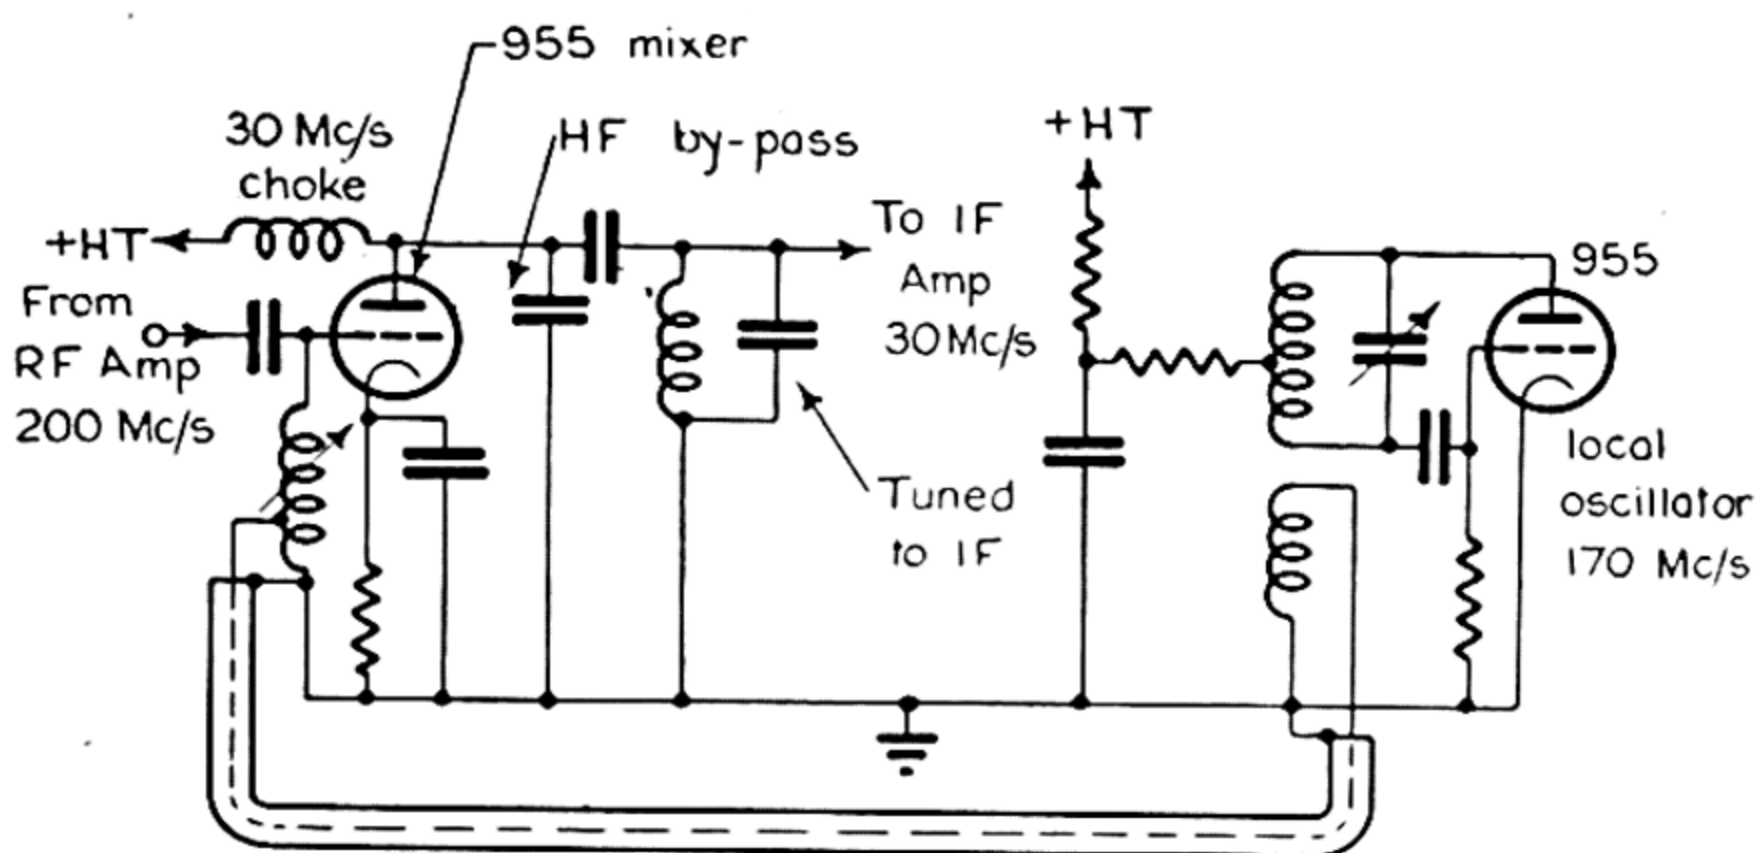 955 mixer
30 Mc/s
choke
HF by-pass
+HT
From
RF Amp
200 Mc/s
To IF
Amp
30 Mc/s
Tuned
to IF
+HT
955
local
oscillator
170 Mc/s